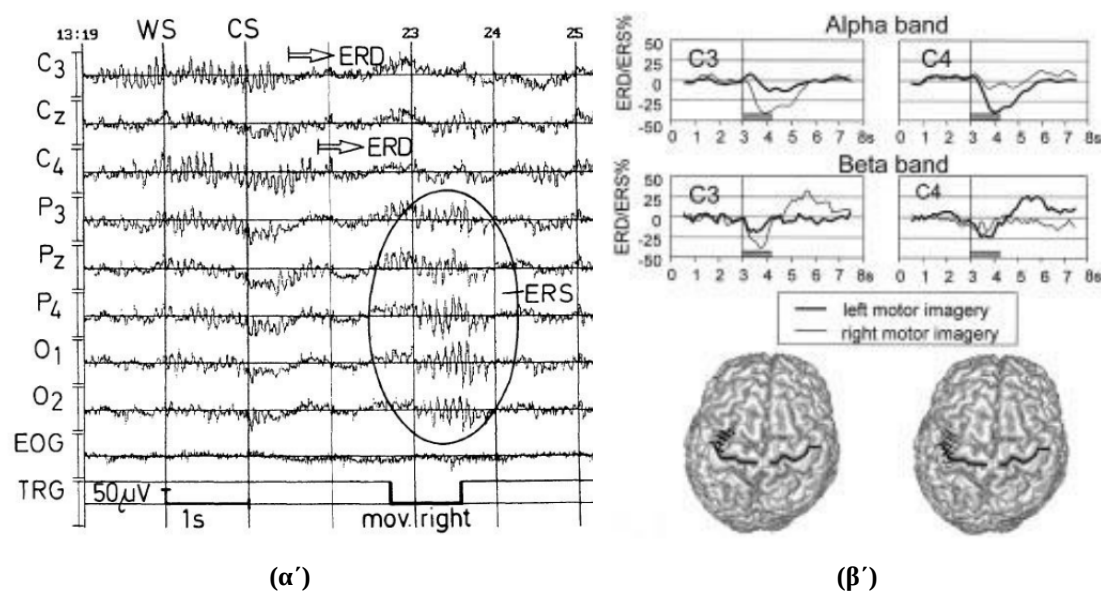 WS CS
13:19 23 24 25
C3 ERD
Cz
C4 ERD
P3
Pz
P4 ERS
O1
O2
EOG
TRG 50μV
1s mov. right
(α΄)
Alpha band
ERD/ERS%
50
25
0
-25
-50
C3
0 1 2 3 4 5 6 7 8s
C4
0 1 2 3 4 5 6 7 8s
Beta band
ERD/ERS%
50
25
0
-25
-50
C3
0 1 2 3 4 5 6 7 8s
C4
0 1 2 3 4 5 6 7 8s
left motor imagery
right motor imagery
(β΄)